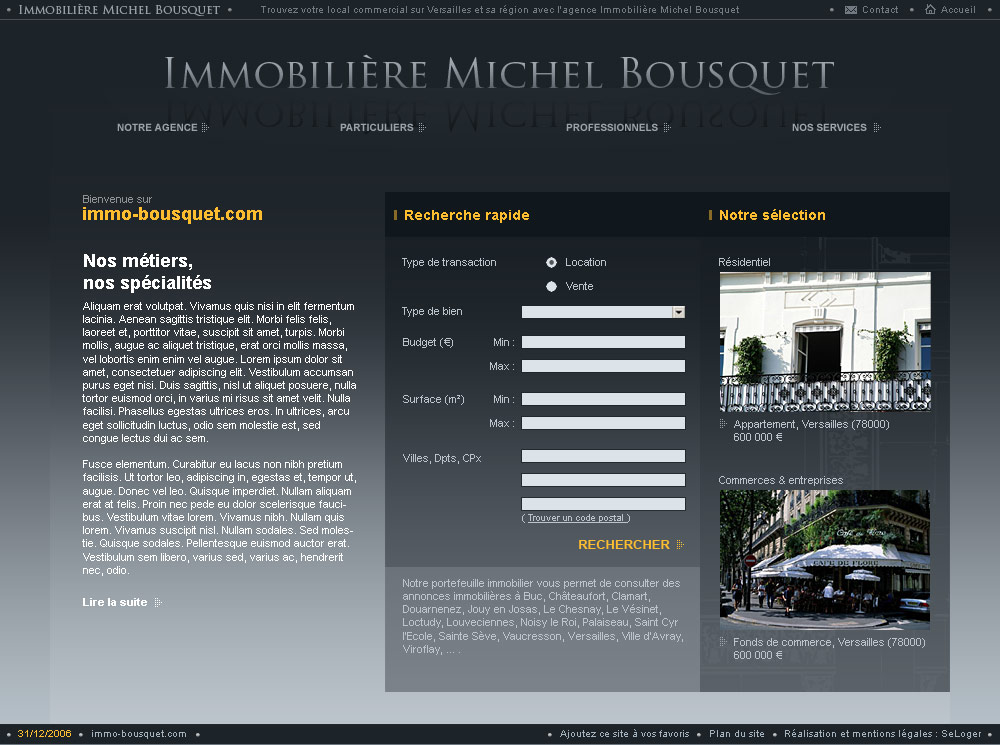 • IMMOBILIÈRE MICHEL BOUSQUET •
Trouvez votre local commercial sur Versailles et sa région avec l'agence Immobilière Michel Bousquet
• Contact • Accueil •
IMMOBILIÈRE MICHEL BOUSQUET
NOTRE AGENCE
PARTICULIERS
PROFESSIONNELS
NOS SERVICES
Bienvenue sur
immo-bousquet.com
Nos métiers,
nos spécialités
Aliquam erat volutpat. Vivamus quis nisi in elit fermentum
lacinia. Aenean sagittis tristique elit. Morbi felis felis,
laoreet et, porttitor vitae, suscipit sit amet, turpis. Morbi
mollis, augue ac aliquet tristique, erat orci mollis massa,
vel lobortis enim enim vel augue. Lorem ipsum dolor sit
amet, consectetuer adipiscing elit. Vestibulum accumsan
purus eget nisi. Duis sagittis, nisl ut aliquet posuere, nulla
tortor euismod orci, in varius mi risus sit amet velit. Nulla
facilisi. Phasellus egestas ultrices eros. In ultrices, arcu
eget sollicitudin luctus, odio sem molestie est, sed
congue lectus dui ac sem.
Fusce elementum. Curabitur eu lacus non nibh pretium
facilisis. Ut tortor leo, adipiscing in, egestas et, tempor ut,
augue. Donec vel leo. Quisque imperdiet. Nullam aliquam
erat at felis. Proin nec pede eu dolor scelerisque fauci-
bus. Vestibulum vitae lorem. Vivamus nibh. Nullam quis
lorem. Vivamus suscipit nisl. Nullam sodales. Sed moles-
tie. Quisque sodales. Pellentesque euismod auctor erat.
Vestibulum sem libero, varius sed, varius ac, hendrerit
nec, odio.
Lire la suite
Recherche rapide
Type de transaction
Location
Vente
Type de bien
Budget (€) Min :
Max :
Surface (m²) Min :
Max :
Villes, Dpts, CPx
( Trouver un code postal )
RECHERCHER
Notre portefeuille immobilier vous permet de consulter des
annonces immobilières à Buc, Châteaufort, Clamart,
Douarnenez, Jouy en Josas, Le Chesnay, Le Vésinet,
Loctudy, Louveciennes, Noisy le Roi, Palaiseau, Saint Cyr
l'Ecole, Sainte Sève, Vaucresson, Versailles, Ville d'Avray,
Viroflay, ... .
Notre sélection
Résidentiel
Appartement, Versailles (78000)
600 000 €
Commerces & entreprises
Café de Flore
CAFE DE FLORE
Fonds de commerce, Versailles (78000)
600 000 €
• 31/12/2006 • immo-bousquet.com •
• Ajoutez ce site à vos favoris • Plan du site • Réalisation et mentions légales : SeLoger •